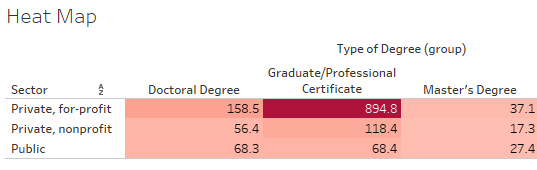 Heat Map
Type of Degree (group)
Graduate/Professional
Sector A Z Doctoral Degree Certificate Master's Degree
Private, for-profit 158.5 894.8 37.1
Private, nonprofit 56.4 118.4 17.3
Public 68.3 68.4 27.4